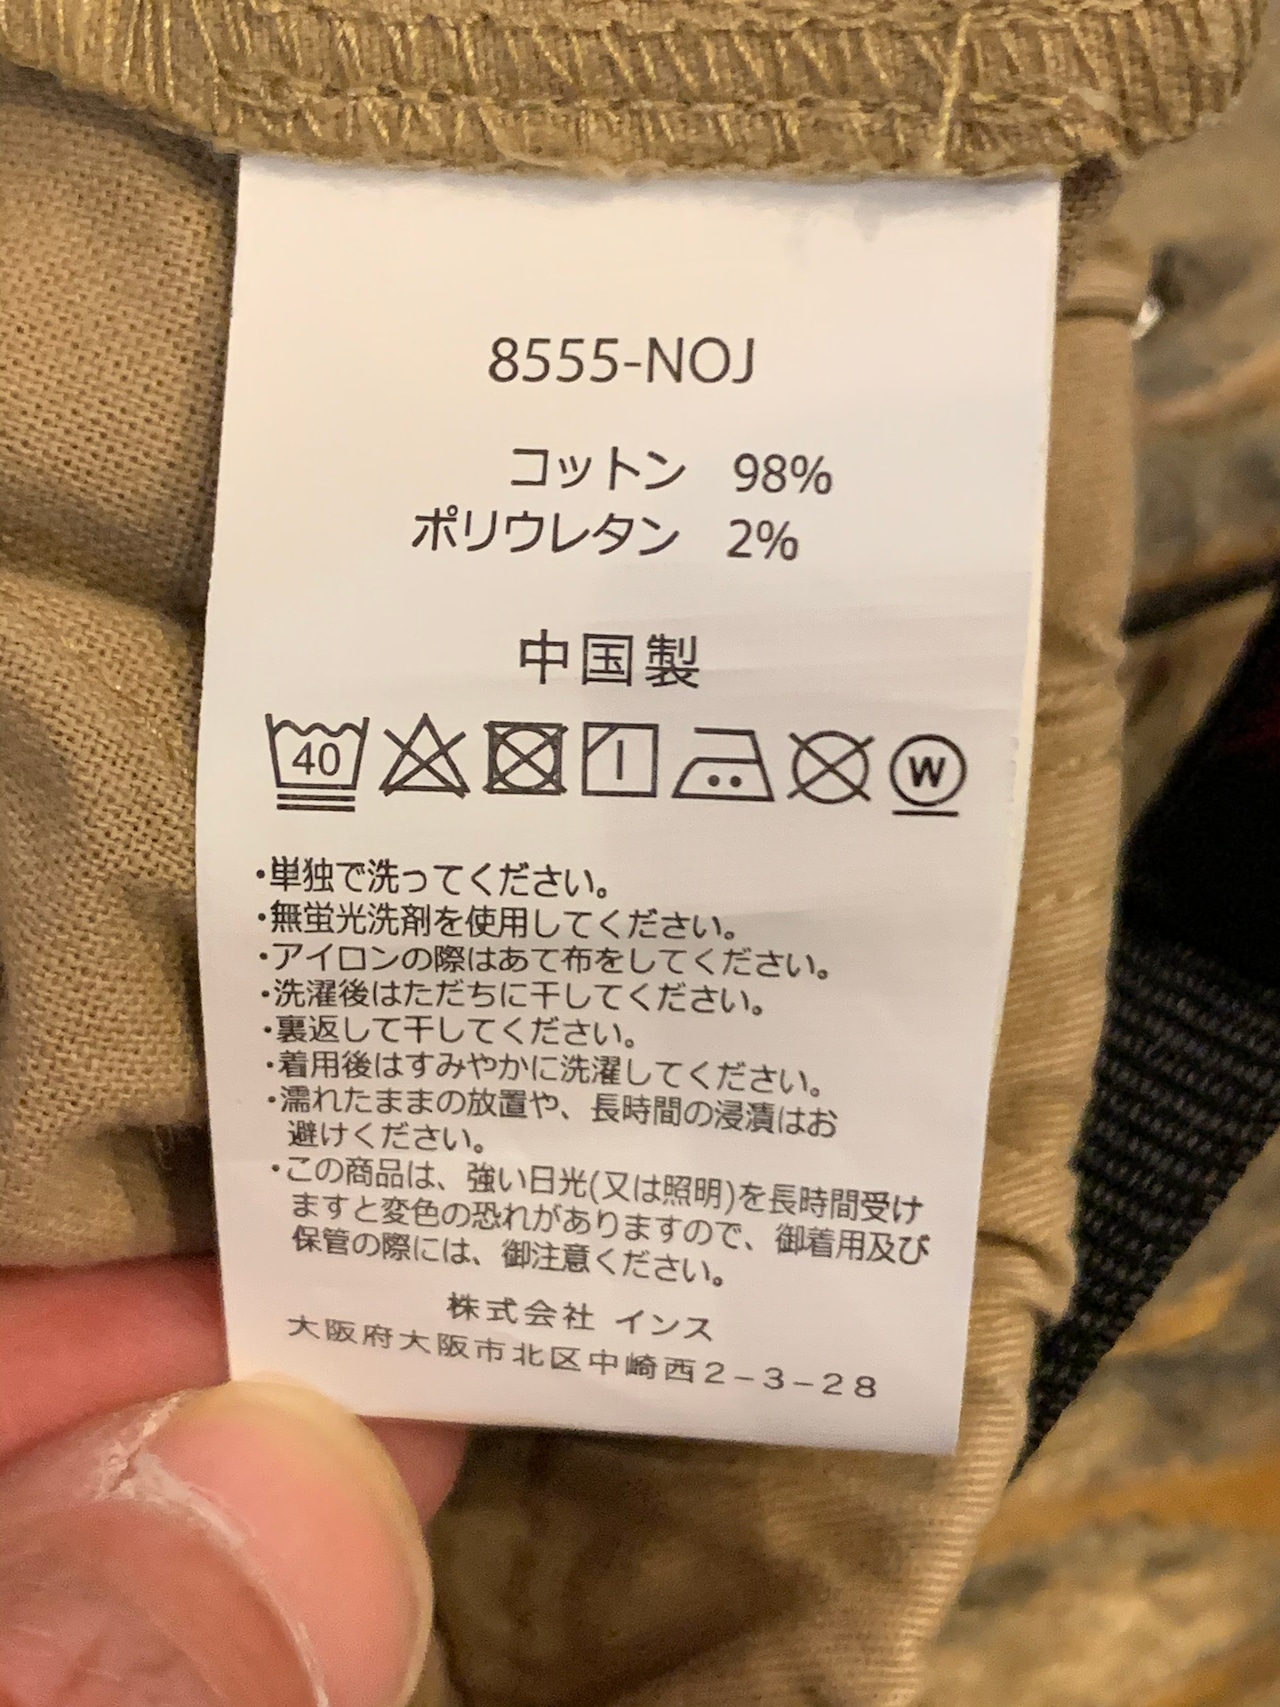 8555-NOJ
コットン 98%
ポリウレタン 2%
中国製
40
W
・単独で洗ってください。
・無蛍光洗剤を使用してください。
・アイロンの際はあて布をしてください。
・洗濯後はただちに干してください。
・裏返して干してください。
・着用後はすみやかに洗濯してください。
・濡れたままの放置や、長時間の浸漬はお
避けください。
・この商品は、強い日光(又は照明)を長時間受け
ますと変色の恐れがありますので、御着用及び
保管の際には、御注意ください。
株式会社 インス
大阪府大阪市北区中崎西2-3-28